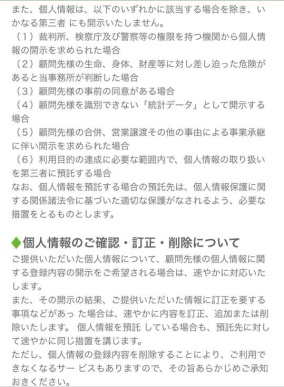 また、個人情報は、以下のいずれかに該当する場合を除き、い
かなる第三者 にも開示いたしません。
（1）裁判所、検察庁及び警察等の権限を持つ機関から個人情
報の開示を求められた場合
（2）顧問先様の生命、身体、財産等に対し差し迫った危険が
あると当事務所が判断した場合
（3）顧問先様の事前の同意がある場合
（4）顧問先様を識別できない「統計データ」として開示する
場合
（5）顧問先様の合併、営業譲渡その他の事由による事業承継
に伴い開示を求められた場合
（6）利用目的の達成に必要な範囲内で、個人情報の取り扱い
を第三者に預託する場合
なお、個人情報を預託する場合の預託先は、個人情報保護に関
する関係諸法令に基づいた適切な保護がなされるよう、必要な
措置をとるものとします。
◆個人情報のご確認・訂正・削除について
ご提供いただいた個人情報について、顧問先様の個人情報に関
する登録内容の開示をご希望される場合は、速やかに対応いた
します。
また、その開示の結果、ご提供いただいた情報に訂正を要する
事項などがあっ た場合は、速やかに内容を訂正、追加または削
除いたします。 個人情報を預託 している場合も、預託先に対し
て速やかに同じ措置を講じます。
ただし、個人情報の登録内容を削除することにより、ご利用で
きなくなるサー ビスもありますので、その旨あらかじめご承知
おきください。